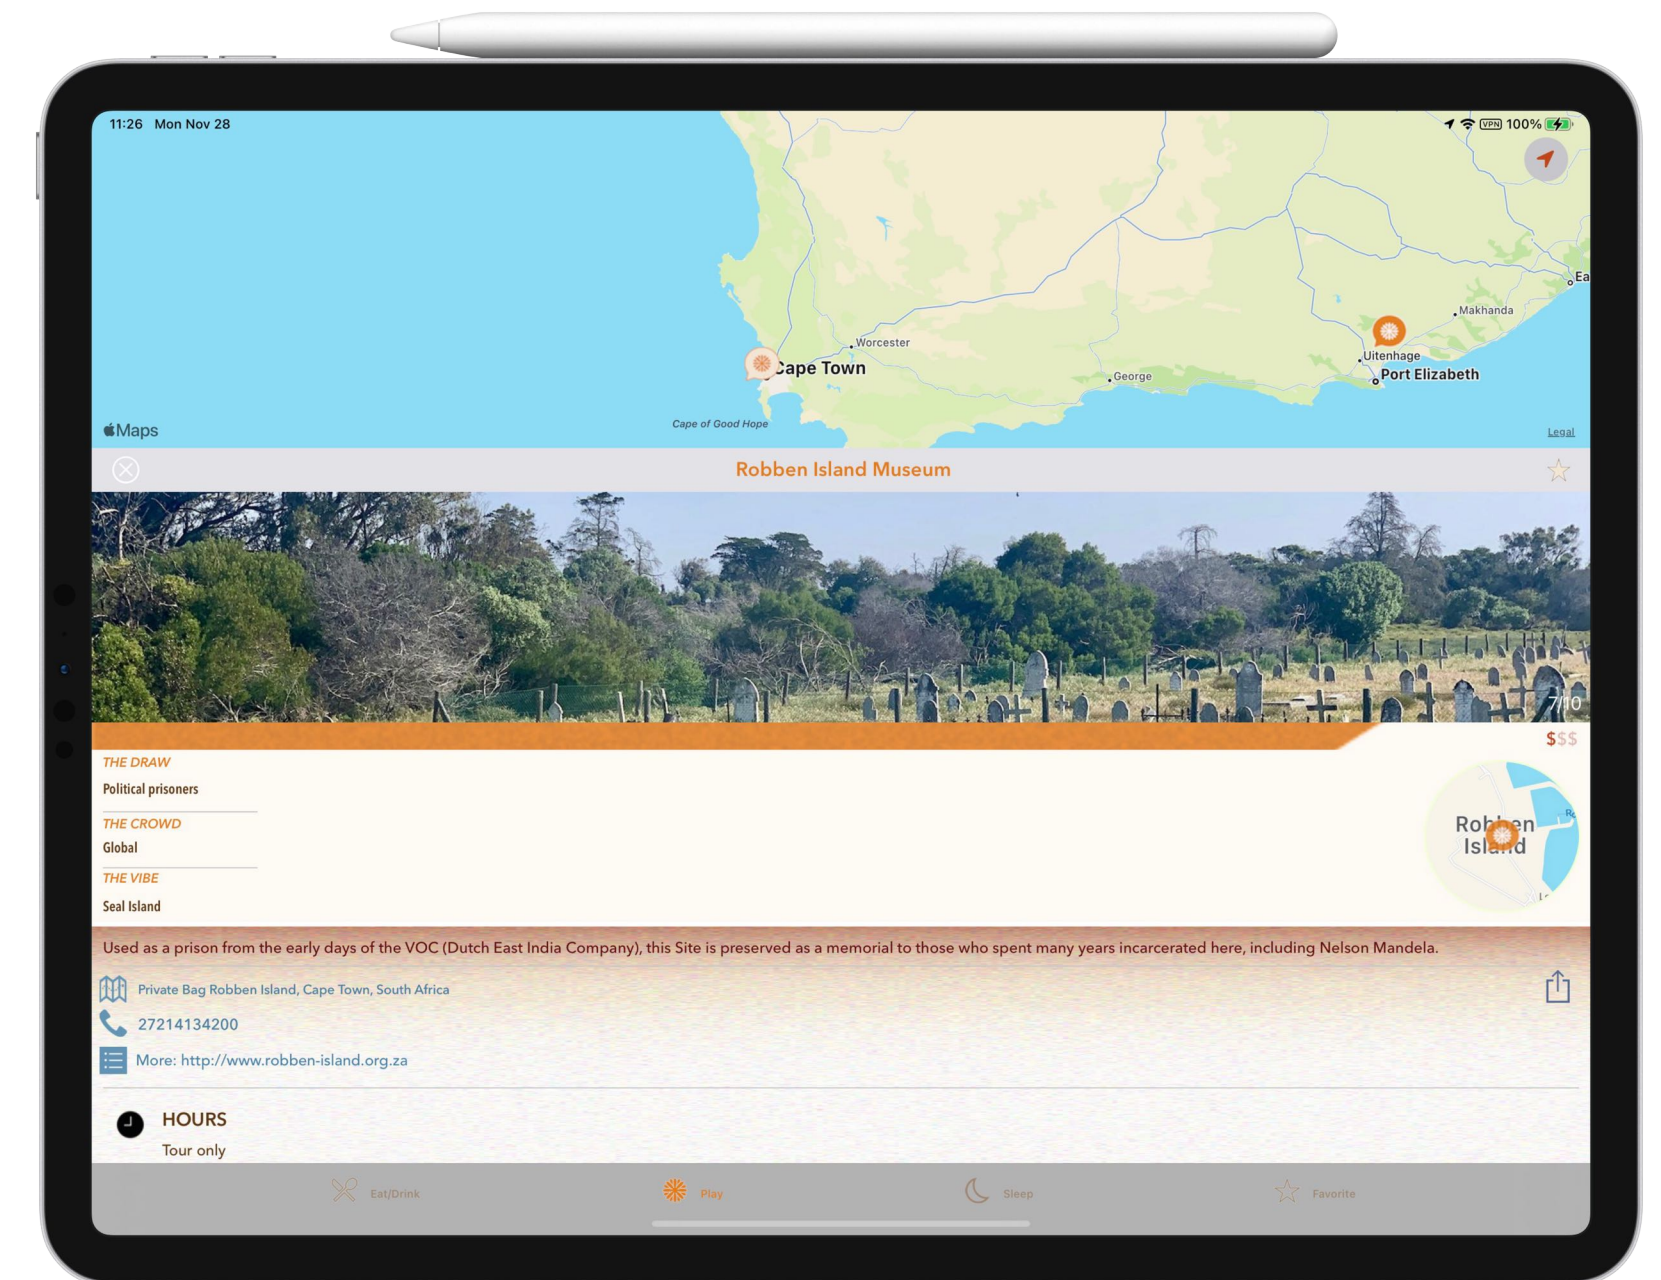 11:26 Mon Nov 28
VPN 100%
Ea
Makhanda
Worcester
Uitenhage
Cape Town
Port Elizabeth
George
Cape of Good Hope
Maps
Legal
Robben Island Museum
7/10
$$$
THE DRAW
Political prisoners
THE CROWD
Global
Robben
Island
THE VIBE
Seal Island
Used as a prison from the early days of the VOC (Dutch East India Company), this Site is preserved as a memorial to those who spent many years incarcerated here, including Nelson Mandela.
Private Bag Robben Island, Cape Town, South Africa
27214134200
More: http://www.robben-island.org.za
HOURS
Tour only
Eat/Drink Play Sleep Favorite